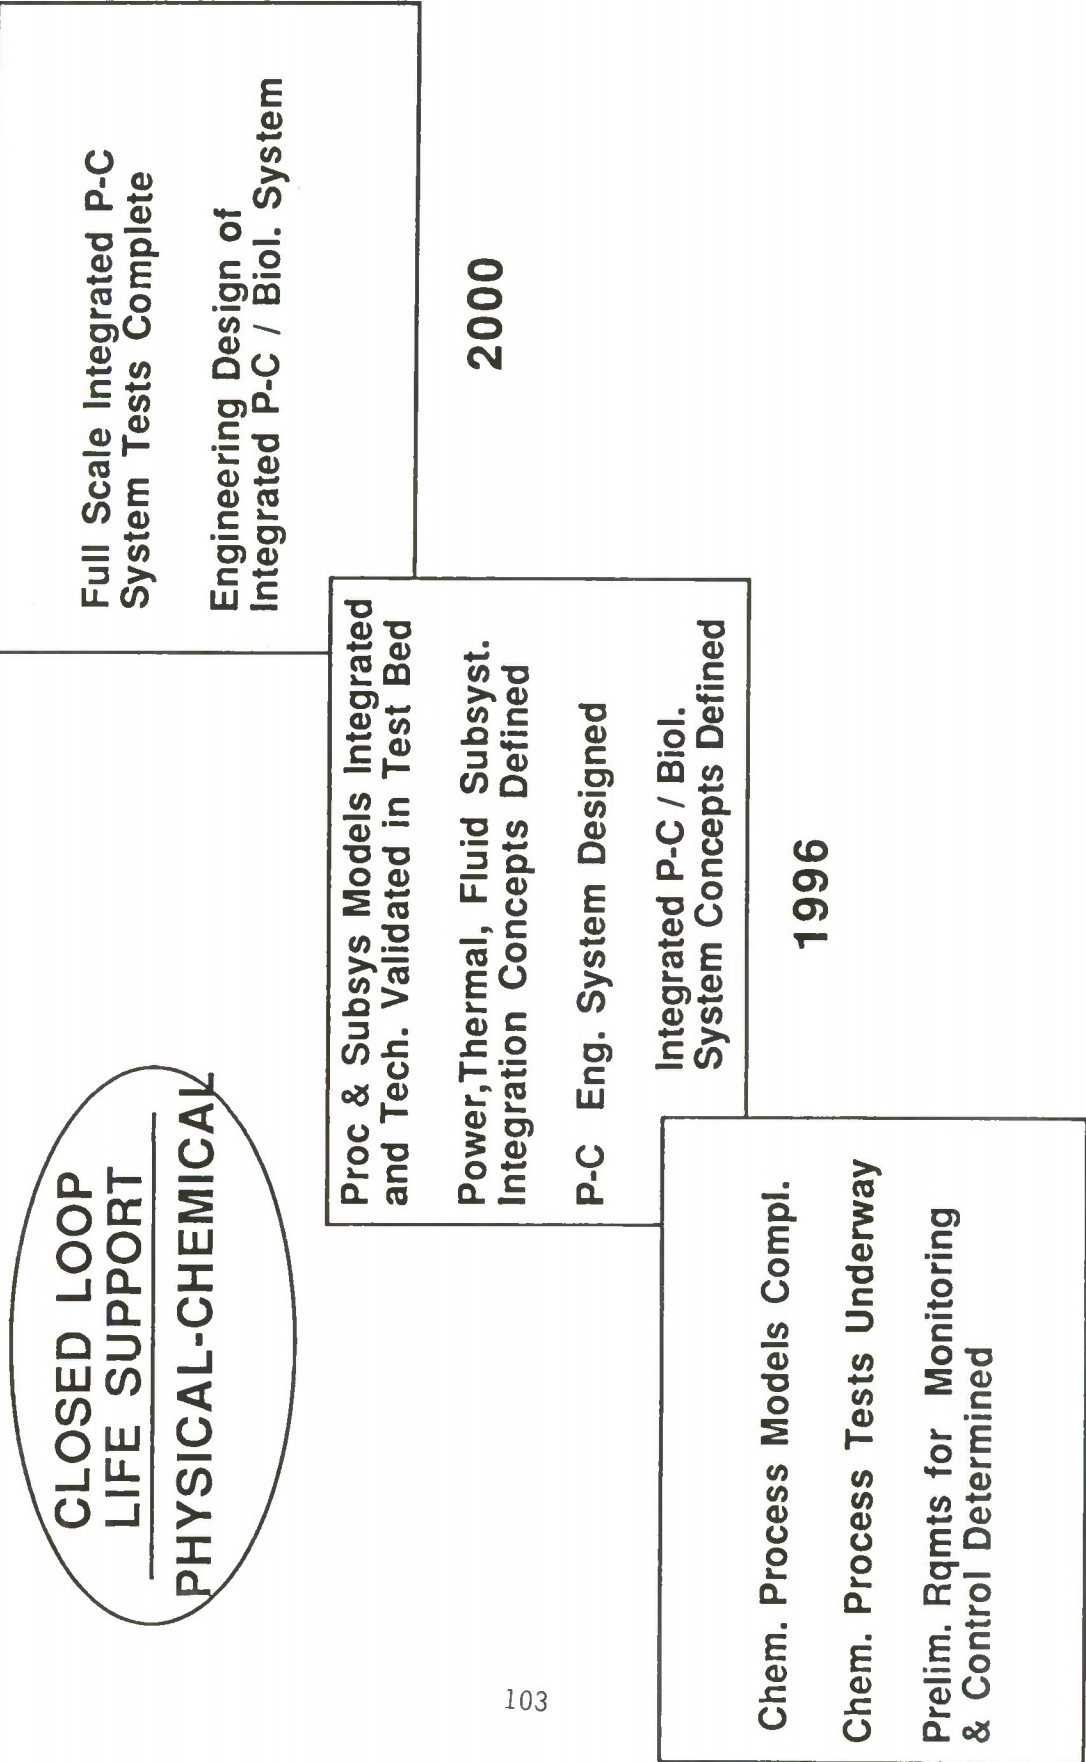 CLOSED LOOP
LIFE SUPPORT
PHYSICAL-CHEMICAL
Full Scale Integrated P-C
System Tests Complete
Engineering Design of
Integrated P-C / Biol. System
2000
Proc & Subsys Models Integrated
and Tech. Validated in Test Bed
Power,Thermal, Fluid Subsyst.
Integration Concepts Defined
P-C Eng. System Designed
Integrated P-C / Biol.
System Concepts Defined
1996
Chem. Process Models Compl.
Chem. Process Tests Underway
Prelim. Rqmts for Monitoring
& Control Determined
103